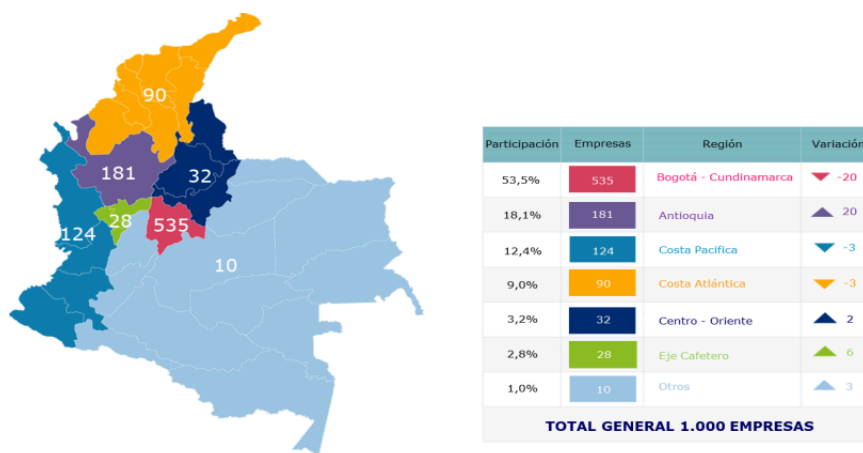 90
181
32
28
535
124
10
Participación Empresas Región Variación
53,5% 535 Bogotá - Cundinamarca -20
18,1% 181 Antioquia 20
12,4% 124 Costa Pacifica -3
9,0% 90 Costa Atlántica -3
3,2% 32 Centro - Oriente 2
2,8% 28 Eje Cafetero 6
1,0% 10 Otros 3
TOTAL GENERAL 1.000 EMPRESAS